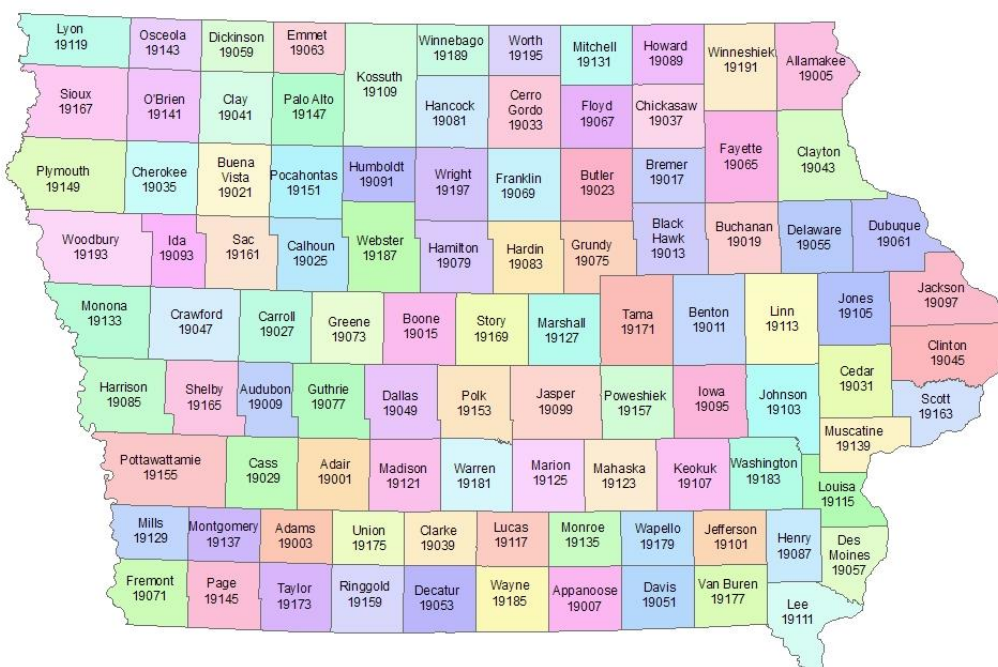 Lyon
19119
Osceola
19143
Dickinson
19059
Emmet
19063
Kossuth
19109
Winnebago
19189
Worth
19195
Mitchell
19131
Howard
19089
Winneshiek
19191
Allamakee
19005
Sioux
19167
O'Brien
19141
Clay
19041
Palo Alto
19147
Hancock
19081
Cerro
Gordo
19033
Floyd
19067
Chickasaw
19037
Fayette
19065
Clayton
19043
Plymouth
19149
Cherokee
19035
Buena
Vista
19021
Pocahontas
19151
Humboldt
19091
Wright
19197
Franklin
19069
Butler
19023
Bremer
19017
Woodbury
19193
Ida
19093
Sac
19161
Calhoun
19025
Webster
19187
Hamilton
19079
Hardin
19083
Grundy
19075
Black
Hawk
19013
Buchanan
19019
Delaware
19055
Dubuque
19061
Monona
19133
Crawford
19047
Carroll
19027
Greene
19073
Boone
19015
Story
19169
Marshall
19127
Tama
19171
Benton
19011
Linn
19113
Jones
19105
Jackson
19097
Clinton
19045
Harrison
19085
Shelby
19165
Audubon
19009
Guthrie
19077
Dallas
19049
Polk
19153
Jasper
19099
Poweshiek
19157
Iowa
19095
Johnson
19103
Cedar
19031
Scott
19163
Muscatine
19139
Pottawattamie
19155
Cass
19029
Adair
19001
Madison
19121
Warren
19181
Marion
19125
Mahaska
19123
Keokuk
19107
Washington
19183
Louisa
19115
Mills
19129
Montgomery
19137
Adams
19003
Union
19175
Clarke
19039
Lucas
19117
Monroe
19135
Wapello
19179
Jefferson
19101
Henry
19087
Des
Moines
19057
Fremont
19071
Page
19145
Taylor
19173
Ringgold
19159
Decatur
19053
Wayne
19185
Appanoose
19007
Davis
19051
Van Buren
19177
Lee
19111